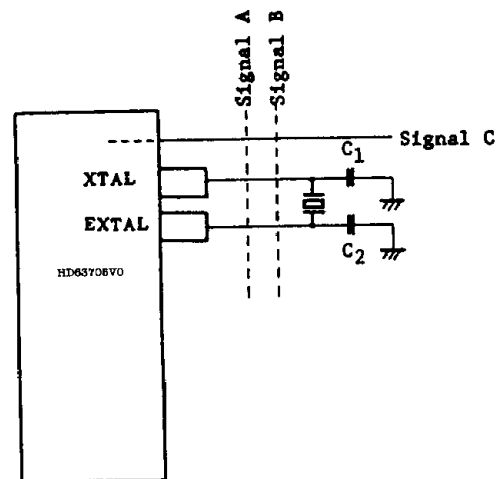 Signal A
Signal B
Signal C
C1
XTAL
EXTAL
C2
HD63705V0